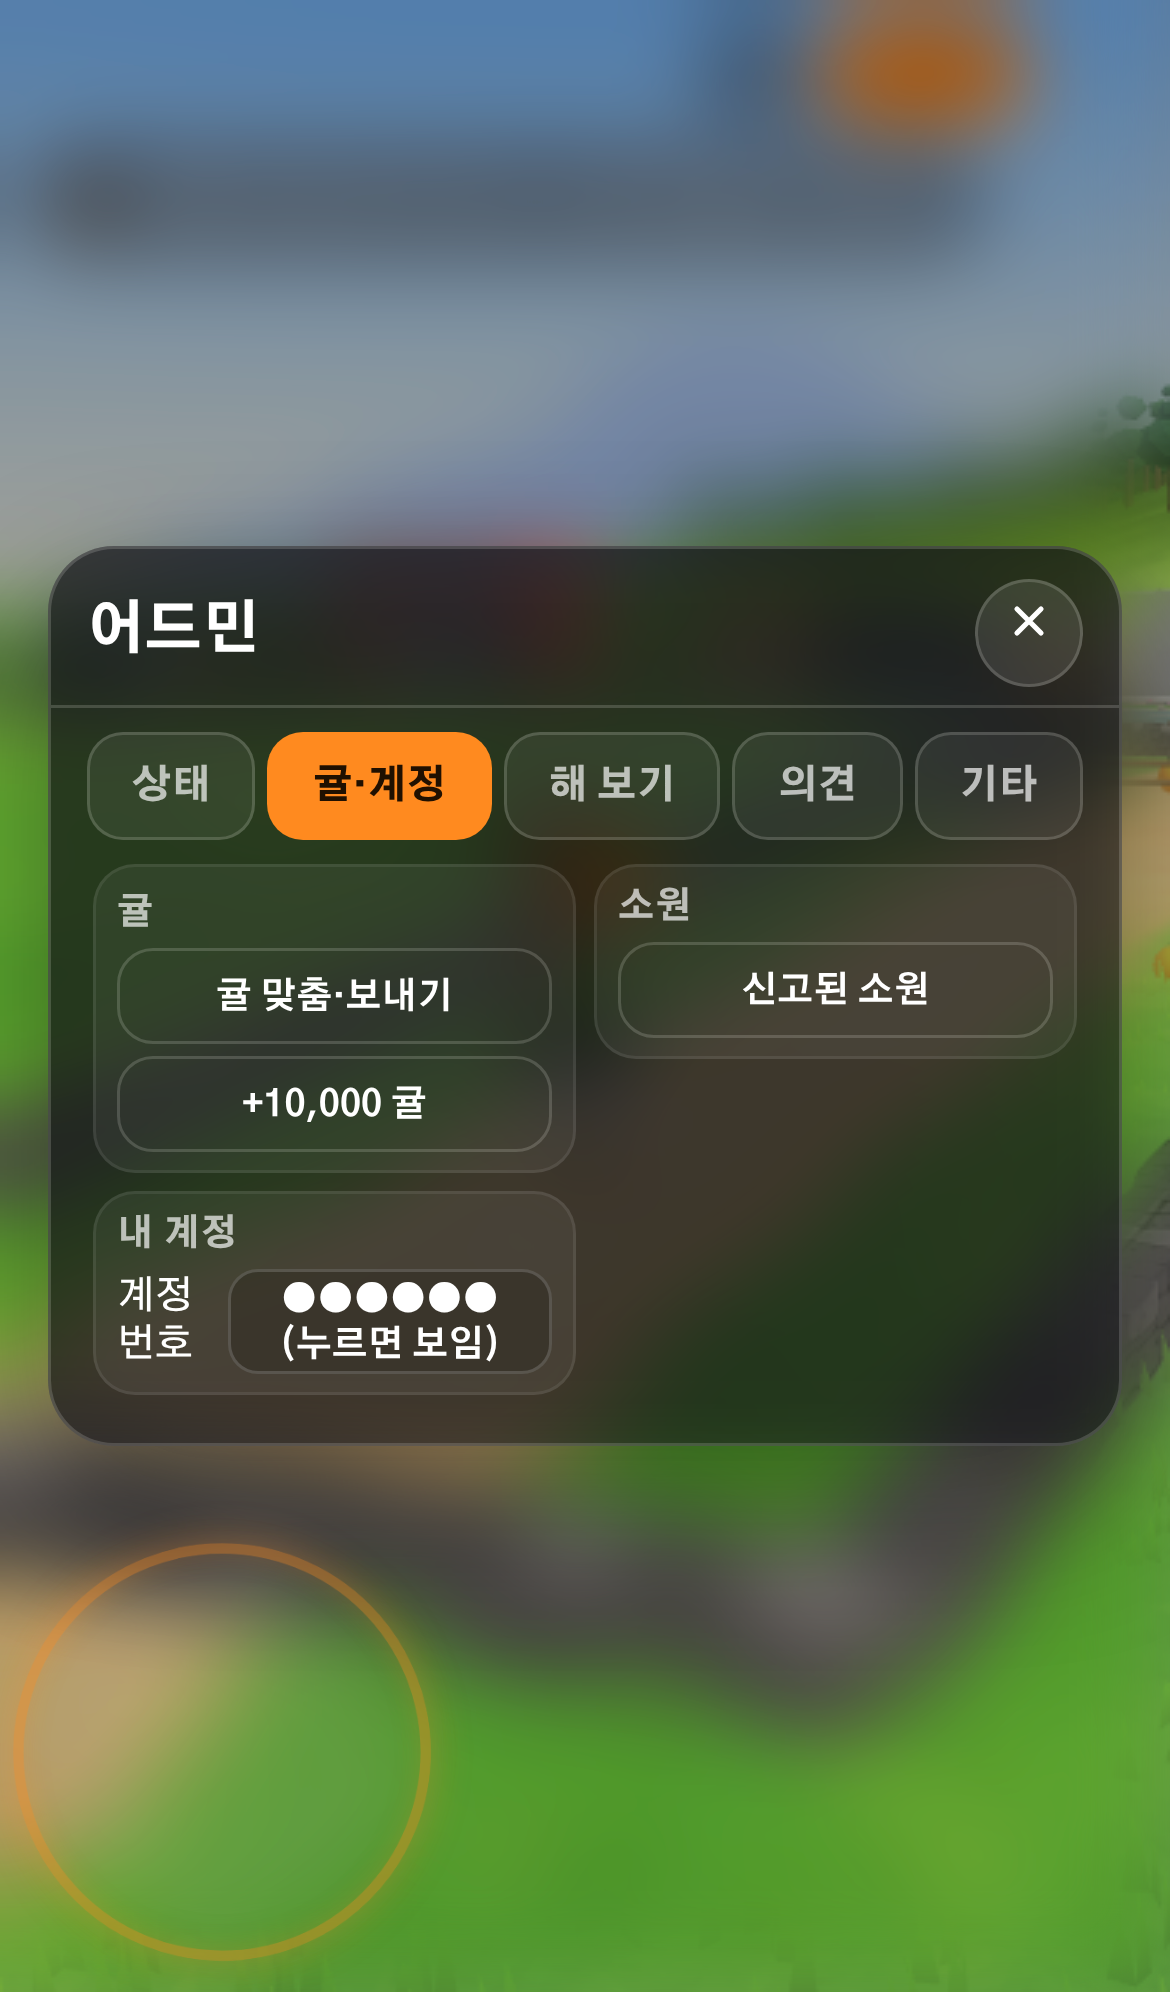 어드민
상태
귤·계정
해 보기
의견
기타
귤
귤 맞춤·보내기
+10,000 귤
소원
신고된 소원
내 계정
계정
번호
●●●●●●
(누르면 보임)